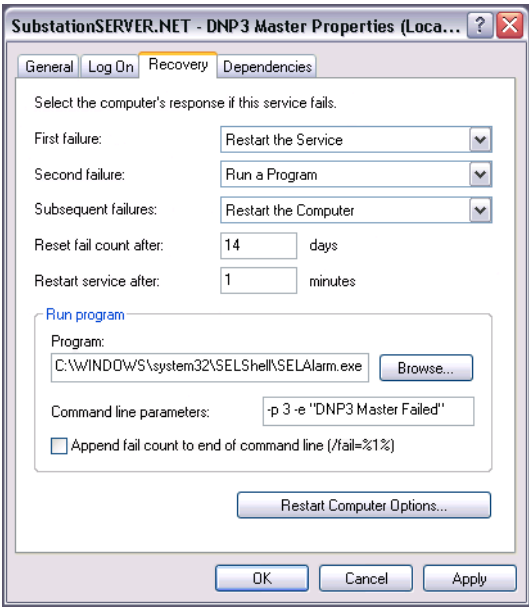 SubstationSERVER.NET - DNP3 Master Properties (Loca...
General Log On Recovery Dependencies
Select the computer's response if this service fails.
First failure: Restart the Service
Second failure: Run a Program
Subsequent failures: Restart the Computer
Reset fail count after: 14 days
Restart service after: 1 minutes
Run program
Program:
C:\WINDOWS\system32\SELShell\SELAlarm.exe Browse...
Command line parameters: -p 3 -e "DNP3 Master Failed"
Append fail count to end of command line (/fail=%1%)
Restart Computer Options...
OK Cancel Apply